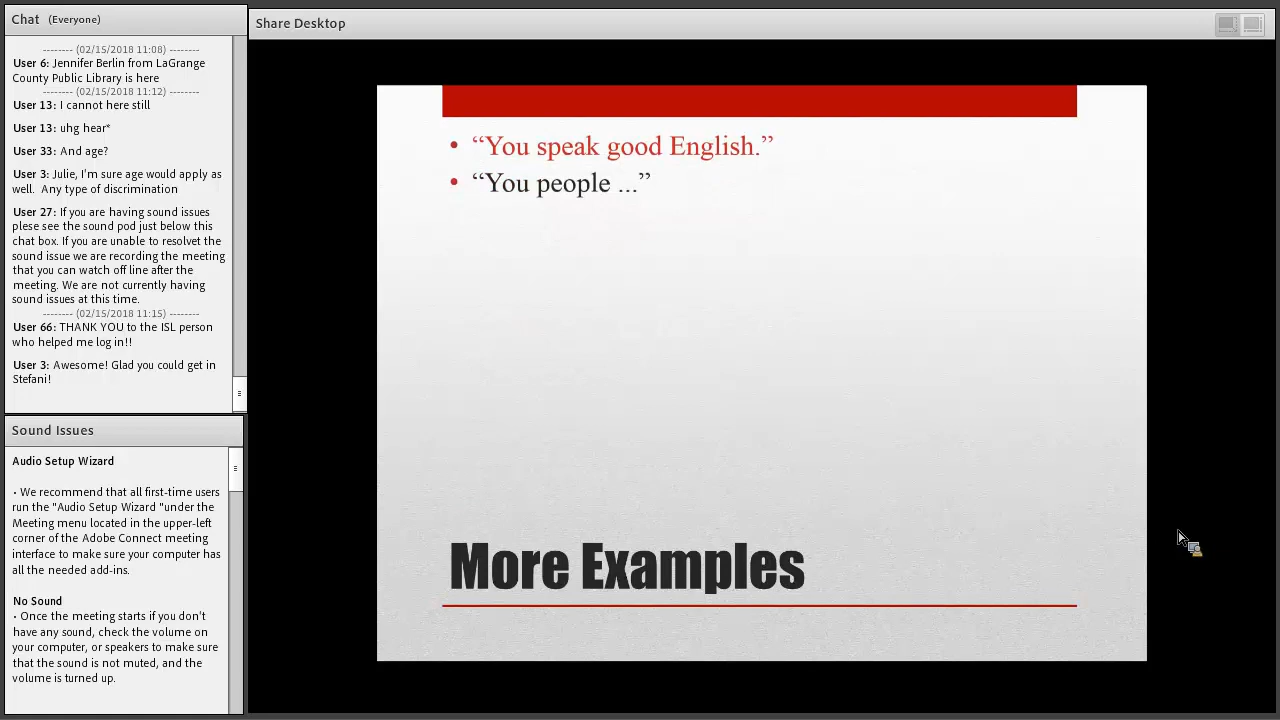 Chat (Everyone)
-------- (02/15/2018 11:08) --------
User 6: Jennifer Berlin from LaGrange
County Public Library is here
-------- (02/15/2018 11:12) --------
User 13: I cannot here still
User 13: uhg hear*
User 33: And age?
User 3: Julie, I'm sure age would apply as
well. Any type of discrimination
User 27: If you are having sound issues
plese see the sound pod just below this
chat box. If you are unable to resolvet the
sound issue we are recording the meeting
that you can watch off line after the
meeting. We are not currently having
sound issues at this time.
-------- (02/15/2018 11:15) --------
User 66: THANK YOU to the ISL person
who helped me log in!!
User 3: Awesome! Glad you could get in
Stefani!
Sound Issues
Audio Setup Wizard
• We recommend that all first-time users
run the "Audio Setup Wizard "under the
Meeting menu located in the upper-left
corner of the Adobe Connect meeting
interface to make sure your computer has
all the needed add-ins.
No Sound
• Once the meeting starts if you don't
have any sound, check the volume on
your computer, or speakers to make sure
that the sound is not muted, and the
volume is turned up.
Share Desktop
• “You speak good English.”
• “You people ...”
More Examples